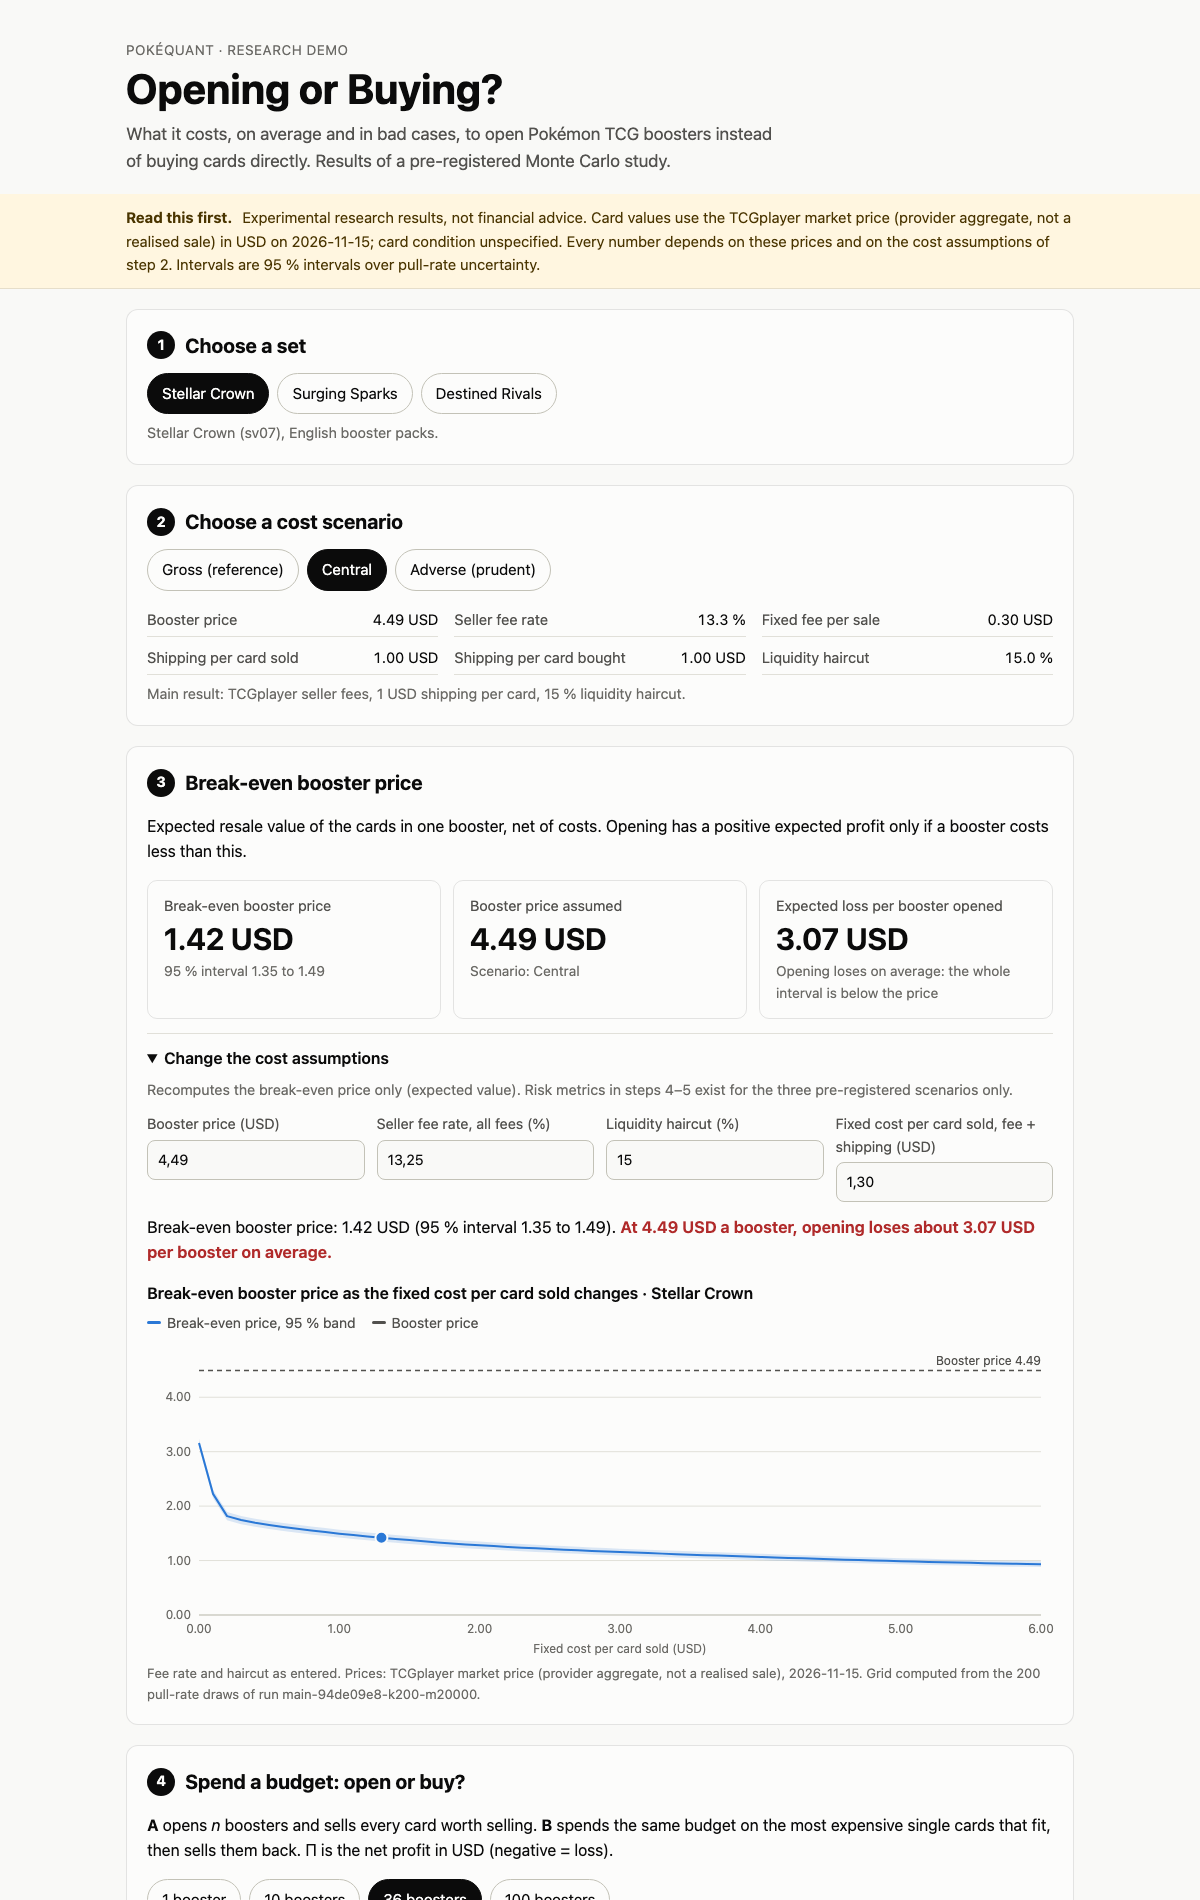 POKÉQUANT · RESEARCH DEMO
Opening or Buying?
What it costs, on average and in bad cases, to open Pokémon TCG boosters instead
of buying cards directly. Results of a pre-registered Monte Carlo study.
Read this first. Experimental research results, not financial advice. Card values use the TCGplayer market price (provider aggregate, not a
realised sale) in USD on 2026-11-15; card condition unspecified. Every number depends on these prices and on the cost assumptions of
step 2. Intervals are 95 % intervals over pull-rate uncertainty.
1 Choose a set
Stellar Crown Surging Sparks Destined Rivals
Stellar Crown (sv07), English booster packs.
2 Choose a cost scenario
Gross (reference) Central Adverse (prudent)
Booster price 4.49 USD Seller fee rate 13.3 % Fixed fee per sale 0.30 USD
Shipping per card sold 1.00 USD Shipping per card bought 1.00 USD Liquidity haircut 15.0 %
Main result: TCGplayer seller fees, 1 USD shipping per card, 15 % liquidity haircut.
3 Break-even booster price
Expected resale value of the cards in one booster, net of costs. Opening has a positive expected profit only if a booster costs
less than this.
Break-even booster price
1.42 USD
95 % interval 1.35 to 1.49
Booster price assumed
4.49 USD
Scenario: Central
Expected loss per booster opened
3.07 USD
Opening loses on average: the whole
interval is below the price
▼ Change the cost assumptions
Recomputes the break-even price only (expected value). Risk metrics in steps 4–5 exist for the three pre-registered scenarios only.
Booster price (USD)
4,49
Seller fee rate, all fees (%)
13,25
Liquidity haircut (%)
15
Fixed cost per card sold, fee +
shipping (USD)
1,30
Break-even booster price: 1.42 USD (95 % interval 1.35 to 1.49). At 4.49 USD a booster, opening loses about 3.07 USD
per booster on average.
Break-even booster price as the fixed cost per card sold changes · Stellar Crown
Break-even price, 95 % band Booster price
Booster price 4.49
4.00
3.00
2.00
1.00
0.00
0.00 1.00 2.00 3.00 4.00 5.00 6.00
Fixed cost per card sold (USD)
Fee rate and haircut as entered. Prices: TCGplayer market price (provider aggregate, not a realised sale), 2026-11-15. Grid computed from the 200
pull-rate draws of run main-94de09e8-k200-m20000.
4 Spend a budget: open or buy?
A opens n boosters and sells every card worth selling. B spends the same budget on the most expensive single cards that fit,
then sells them back. Π is the net profit in USD (negative = loss).
1 booster 10 boosters 36 boosters 100 boosters